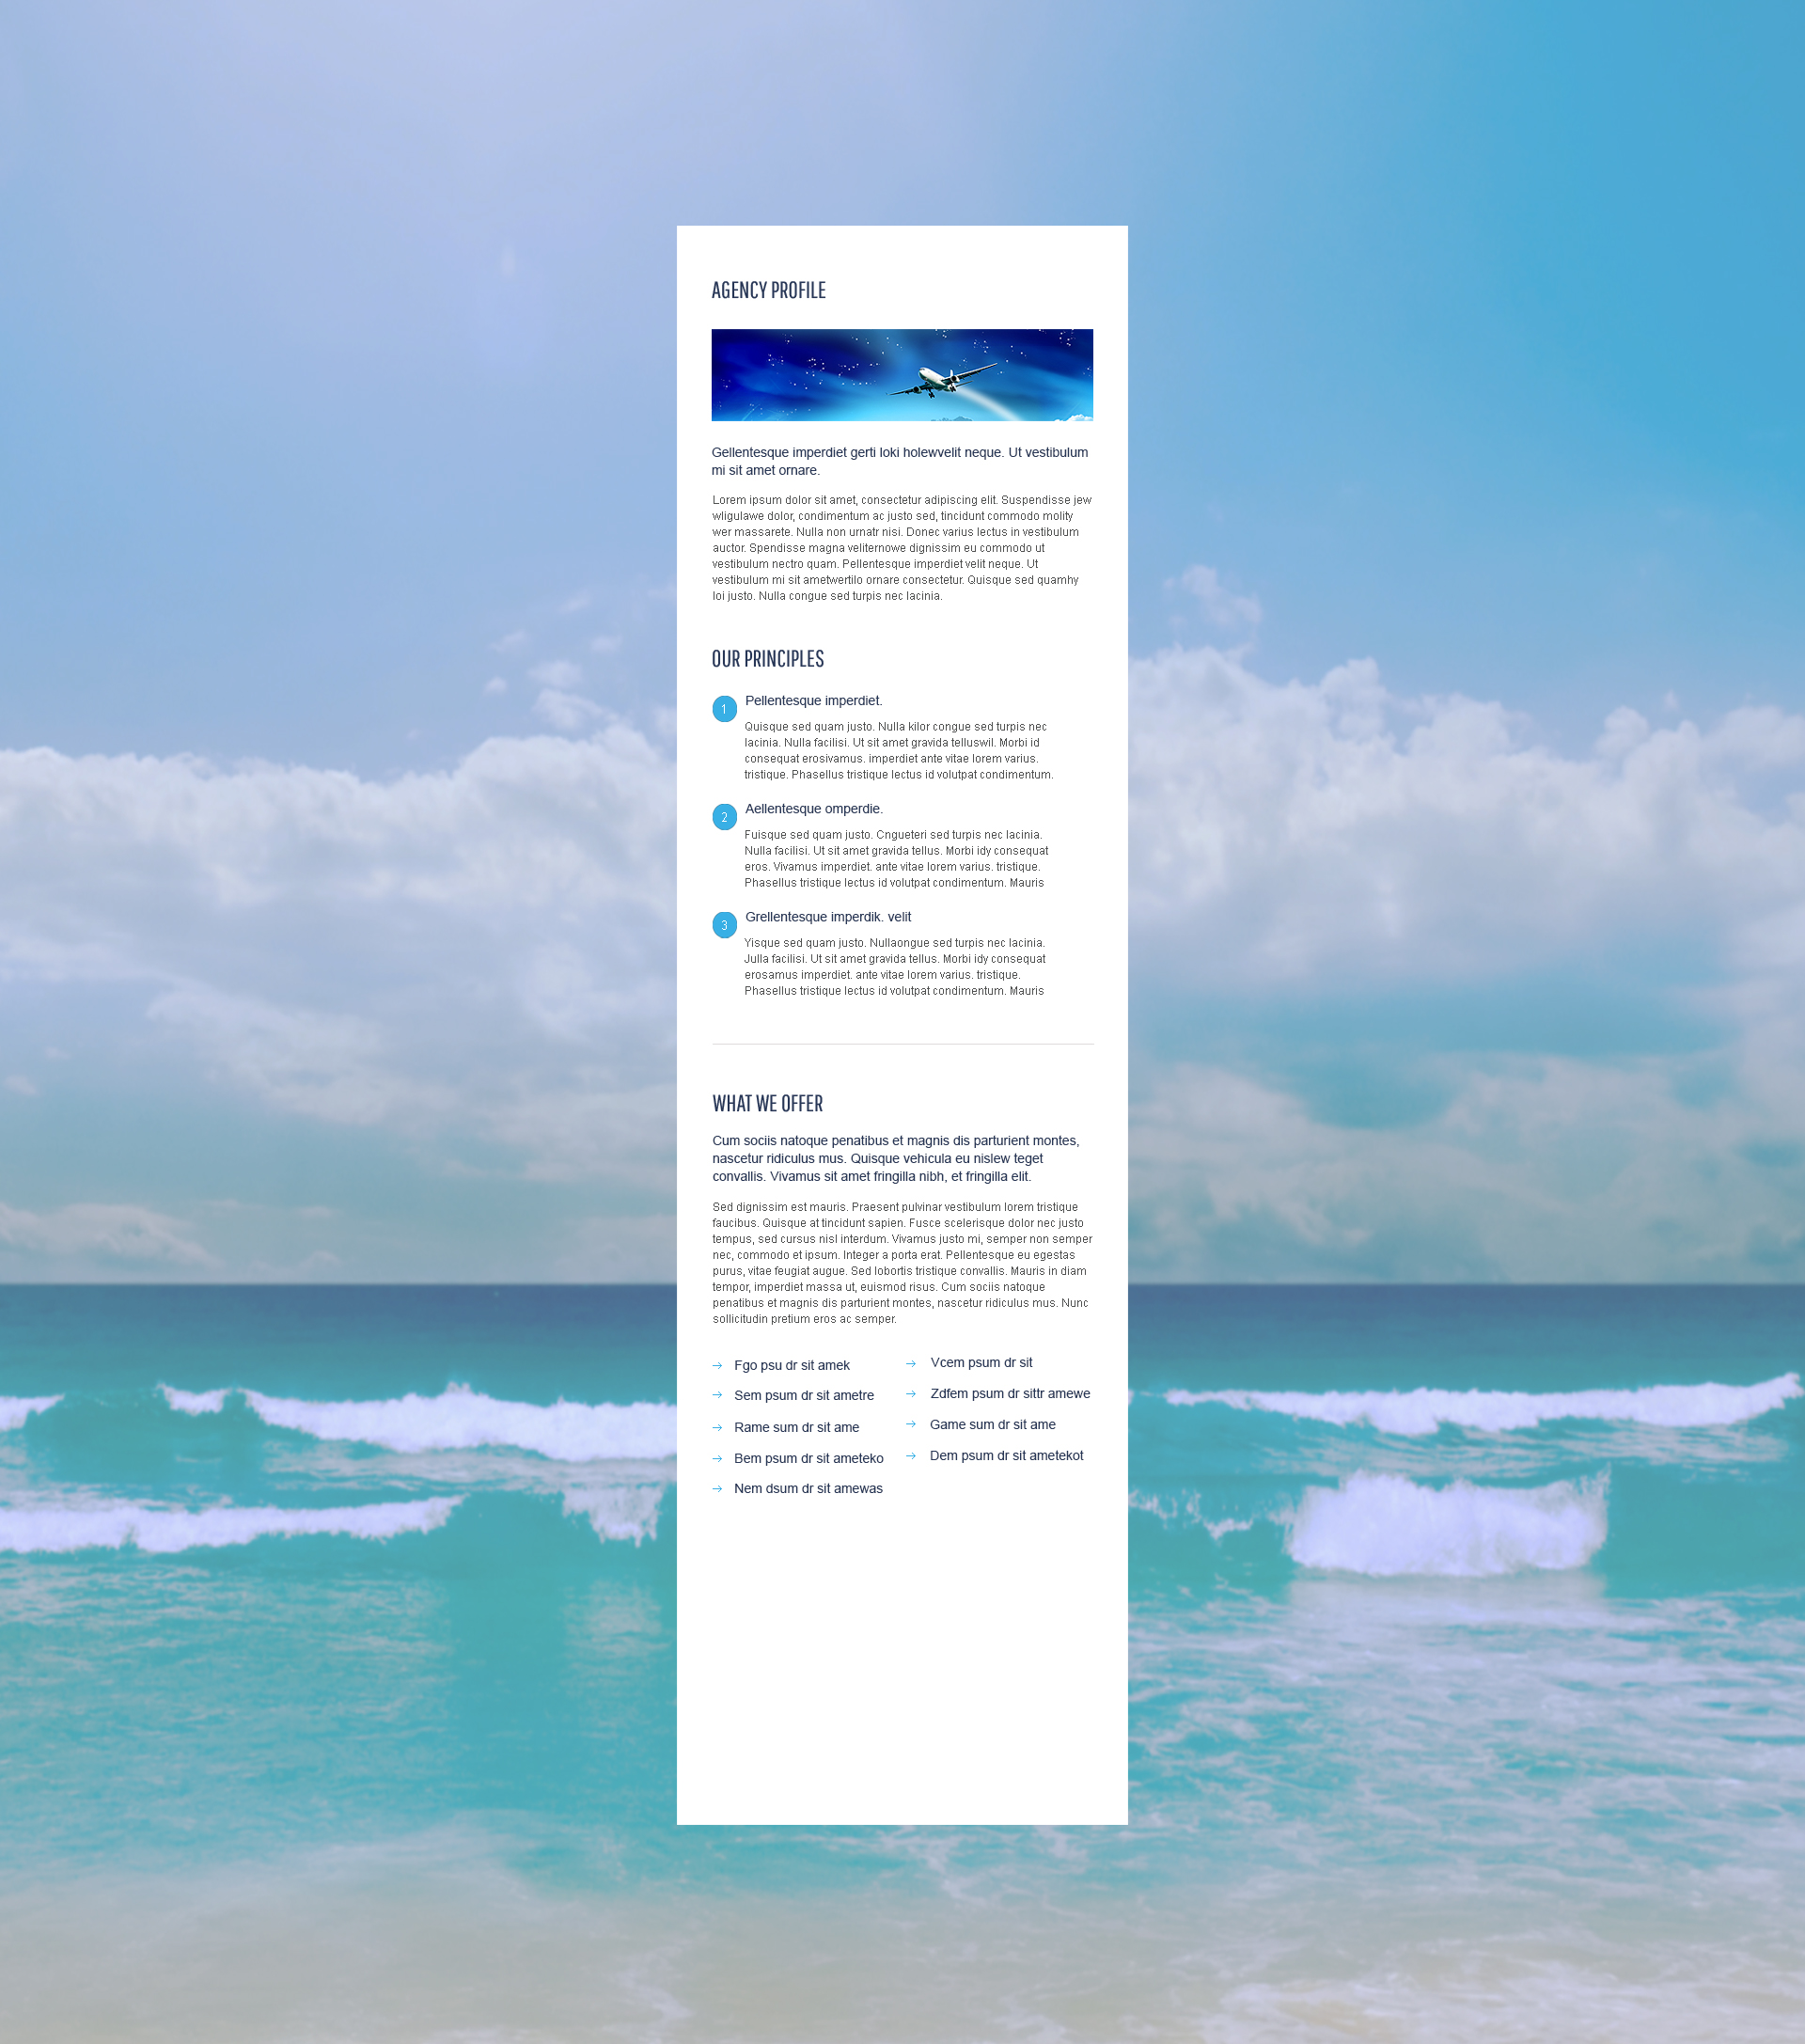 AGENCY PROFILE
Gellentesque imperdiet gerti loki holewvelit neque. Ut vestibulum
mi sit amet ornare.
Lorem ipsum dolor sit amet, consectetur adipiscing elit. Suspendisse jew
wligulawe dolor, condimentum ac justo sed, tincidunt commodo molity
wer massarete. Nulla non urnatr nisi. Donec varius lectus in vestibulum
auctor. Spendisse magna veliternowe dignissim eu commodo ut
vestibulum nectro quam. Pellentesque imperdiet velit neque. Ut
vestibulum mi sit ametwertilo ornare consectetur. Quisque sed quamhy
loi justo. Nulla congue sed turpis nec lacinia.
OUR PRINCIPLES
1 Pellentesque imperdiet.
Quisque sed quam justo. Nulla kilor congue sed turpis nec
lacinia. Nulla facilisi. Ut sit amet gravida telluswil. Morbi id
consequat erosivamus. imperdiet ante vitae lorem varius.
tristique. Phasellus tristique lectus id volutpat condimentum.
2 Aellentesque omperdie.
Fuisque sed quam justo. Cngueteri sed turpis nec lacinia.
Nulla facilisi. Ut sit amet gravida tellus. Morbi idy consequat
eros. Vivamus imperdiet. ante vitae lorem varius. tristique.
Phasellus tristique lectus id volutpat condimentum. Mauris
3 Grellentesque imperdik. velit
Yisque sed quam justo. Nullaongue sed turpis nec lacinia.
Julla facilisi. Ut sit amet gravida tellus. Morbi idy consequat
erosamus imperdiet. ante vitae lorem varius. tristique.
Phasellus tristique lectus id volutpat condimentum. Mauris
WHAT WE OFFER
Cum sociis natoque penatibus et magnis dis parturient montes,
nascetur ridiculus mus. Quisque vehicula eu nislew teget
convallis. Vivamus sit amet fringilla nibh, et fringilla elit.
Sed dignissim est mauris. Praesent pulvinar vestibulum lorem tristique
faucibus. Quisque at tincidunt sapien. Fusce scelerisque dolor nec justo
tempus, sed cursus nisl interdum. Vivamus justo mi, semper non semper
nec, commodo et ipsum. Integer a porta erat. Pellentesque eu egestas
purus, vitae feugiat augue. Sed lobortis tristique convallis. Mauris in diam
tempor, imperdiet massa ut, euismod risus. Cum sociis natoque
penatibus et magnis dis parturient montes, nascetur ridiculus mus. Nunc
sollicitudin pretium eros ac semper.
Fgo psu dr sit amek
Sem psum dr sit ametre
Rame sum dr sit ame
Bem psum dr sit ameteko
Nem dsum dr sit amewas
Vcem psum dr sit
Zdfem psum dr sittr amewe
Game sum dr sit ame
Dem psum dr sit ametekot